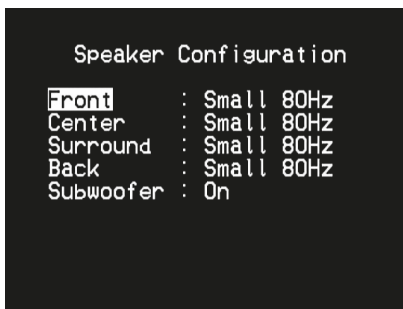 Speaker Configuration
Front : Small 80Hz
Center : Small 80Hz
Surround : Small 80Hz
Back : Small 80Hz
Subwoofer : On